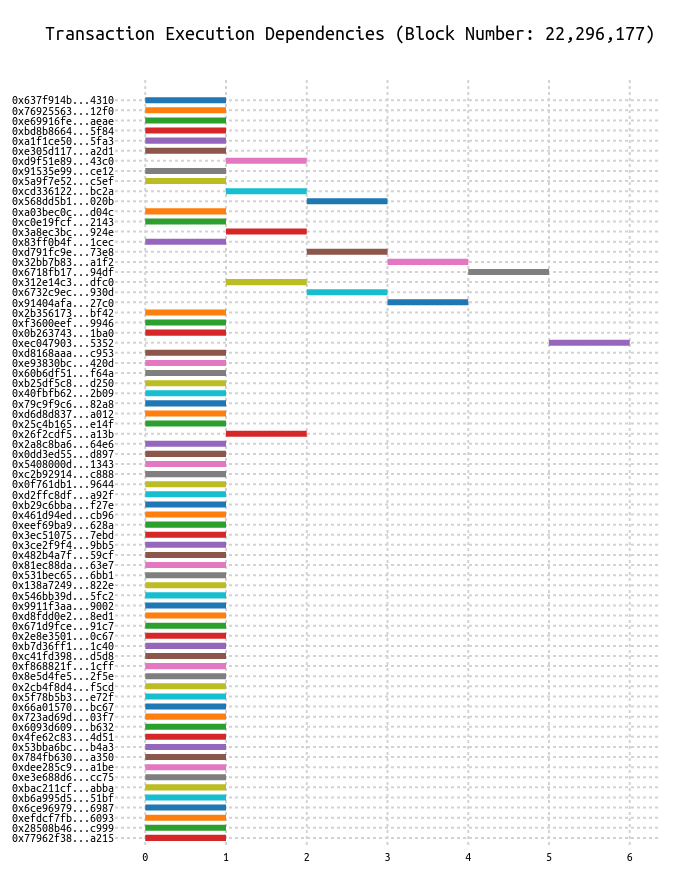 Transaction Execution Dependencies (Block Number: 22,296,177)
0x637f914b...4310
0x76925563...12f0
0xe69916fe...aeae
0xbd8b8664...5f84
0xa1f1ce50...5fa3
0xe305d117...a2d1
0xd9f51e89...43c0
0x91535e99...ce12
0x5a9f7e52...c5ef
0xcd336122...bc2a
0x568dd5b1...020b
0xa03bec0c...d04c
0xc0e19fcf...2143
0x3a8ec3bc...924e
0x83ff0b4f...1cec
0xd791fc9e...73e8
0x32bb7b83...a1f2
0x6718fb17...94df
0x312e14c3...dfc0
0x6732c9ec...930d
0x91404afa...27c0
0x2b356173...bf42
0xf3600eef...9946
0x0b263743...1ba0
0xec047903...5352
0xd8168aaa...c953
0xe93830bc...420d
0x60b6df51...f64a
0xb25df5c8...d250
0x40fbfb62...2b09
0x79c9f9c6...82a8
0xd6d8d837...a012
0x25c4b165...e14f
0x26f2cdf5...a13b
0x2a8c8ba6...64e6
0x0dd3ed55...d897
0x5408000d...1343
0xc2b92914...c888
0x0f761db1...9644
0xd2ffc8df...a92f
0xb29c6bba...f27e
0x461d94ed...cb96
0xeef69ba9...628a
0x3ec51075...7ebd
0x3ce2f9f4...9bb5
0x482b4a7f...59cf
0x81ec88da...63e7
0x531bec65...6bb1
0x138a7249...822e
0x546bb39d...5fc2
0x9911f3aa...9002
0xd8fdd0e2...8ed1
0x671d9fce...91c7
0x2e8e3501...0c67
0xb7d36ff1...1c40
0xc41fd398...d5d8
0xf868821f...1cff
0x8e5d4fe5...2f5e
0x2cb4f8d4...f5cd
0x5f78b5b3...e72f
0x66a01570...bc67
0x723ad69d...03f7
0x6093d609...b632
0x4fe62c83...4d51
0x53bba6bc...b4a3
0x784fb630...a350
0xdee285c9...a1be
0xe3e688d6...cc75
0xbac211cf...abba
0xb6a995d5...51bf
0x6ce96979...6987
0xefdcf7fb...6093
0x28508b46...c999
0x77962f38...a215
0 1 2 3 4 5 6